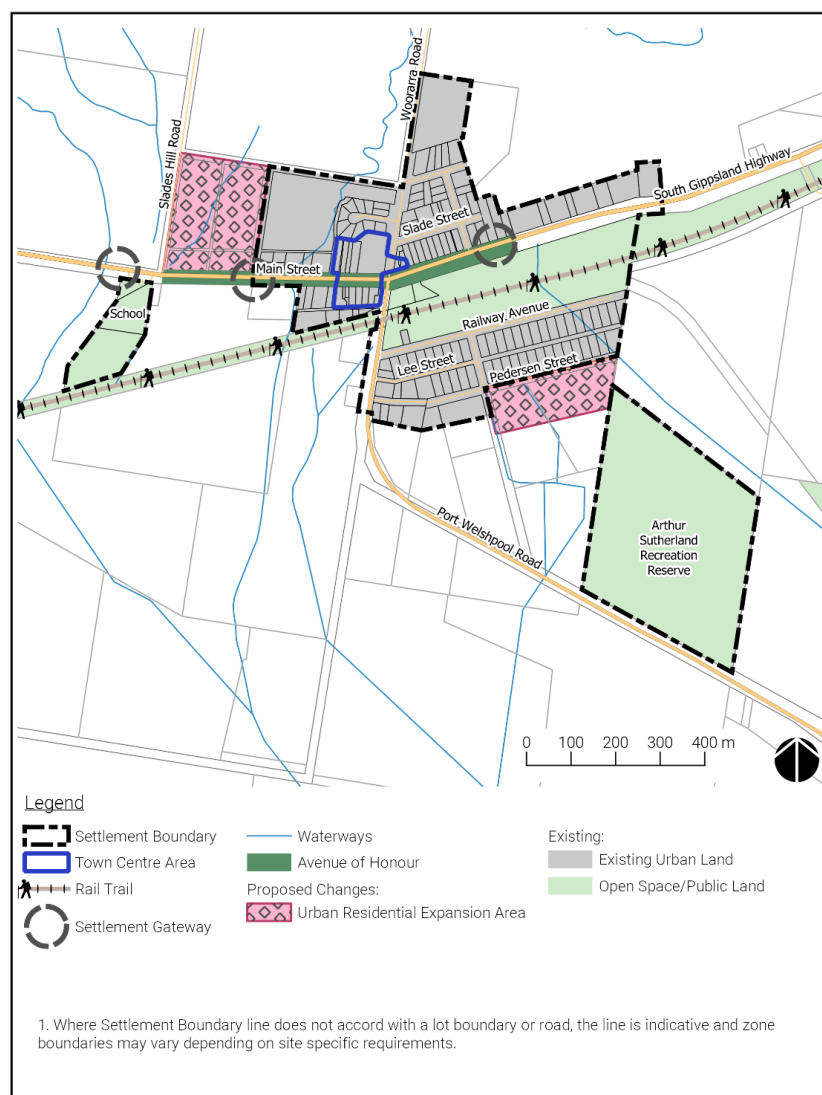 Woorarra Road
Slades Hill Road
South Gippsland Highway
Slade Street
Main Street
School
Railway Avenue
Lee Street
Pedersen Street
Port Welshpool Road
Arthur
Sutherland
Recreation
Reserve
0 100 200 300 400 m
Legend
Settlement Boundary
Town Centre Area
Rail Trail
Settlement Gateway
Waterways
Avenue of Honour
Proposed Changes:
Urban Residential Expansion Area
Existing:
Existing Urban Land
Open Space/Public Land
1. Where Settlement Boundary line does not accord with a lot boundary or road, the line is indicative and zone
boundaries may vary depending on site specific requirements.